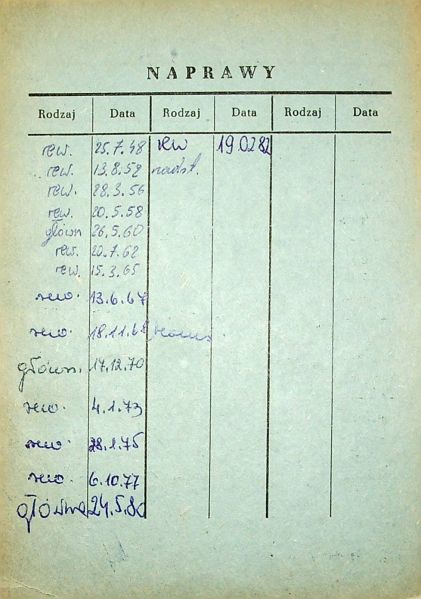 NAPRAWY
Rodzaj Data Rodzaj Data Rodzaj Data
rew. 25.7.48 rew 19.02.82
rew. 13.8.52
rew. 28.3.56
rew. 20.5.58
główn 26.5.60
rew. 20.7.62
rew. 15.3.65
rew. 13.6.67
rew. 18.11.68
główn. 17.12.70
rew. 4.1.73
rew. 28.1.75
rew. 6.10.77
główna 24.5.80